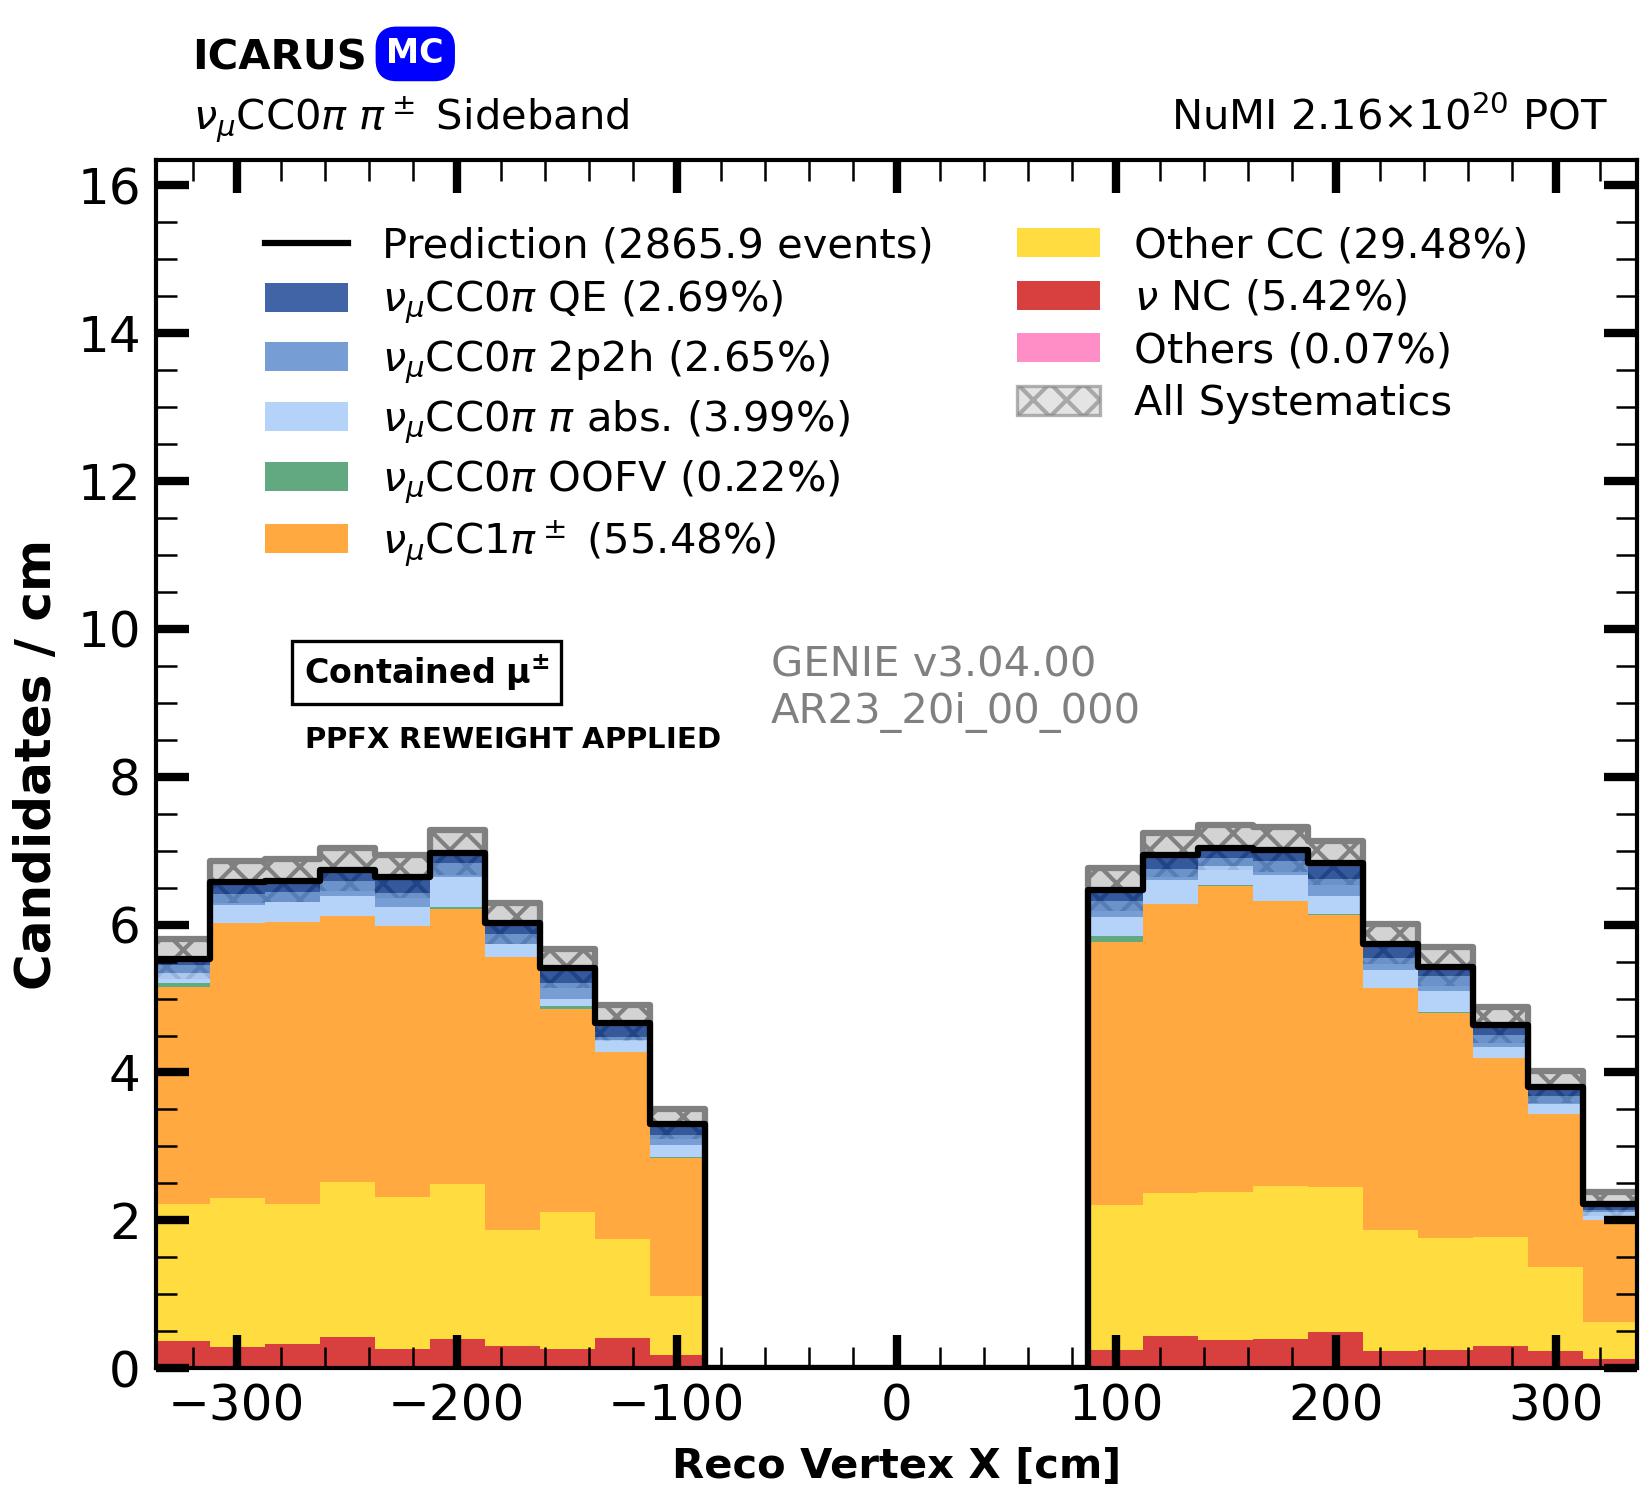 ICARUS MC
νμCC0π π± Sideband
NuMI 2.16×10²⁰ POT
Prediction (2865.9 events)
νμCC0π QE (2.69%)
νμCC0π 2p2h (2.65%)
νμCC0π π abs. (3.99%)
νμCC0π OOFV (0.22%)
νμCC1π± (55.48%)
Other CC (29.48%)
ν NC (5.42%)
Others (0.07%)
All Systematics
Contained μ±
PPFX REWEIGHT APPLIED
GENIE v3.04.00
AR23_20i_00_000
Candidates / cm
16
14
12
10
8
6
4
2
0
−300 −200 −100 0 100 200 300
Reco Vertex X [cm]